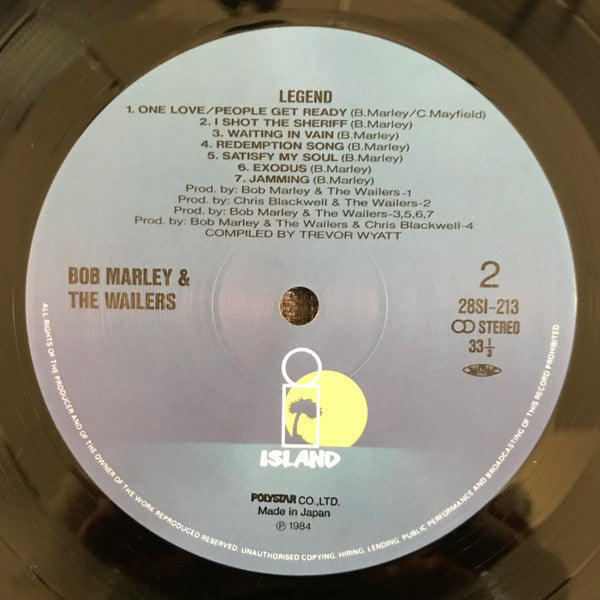 LEGEND
1. ONE LOVE/PEOPLE GET READY (B.Marley/C.Mayfield)
2. I SHOT THE SHERIFF (B.Marley)
3. WAITING IN VAIN (B.Marley)
4. REDEMPTION SONG (B.Marley)
5. SATISFY MY SOUL (B.Marley)
6. EXODUS (B.Marley)
7. JAMMING (B.Marley)
Prod. by: Bob Marley & The Wailers-1
Prod. by: Chris Blackwell & The Wailers-2
Prod. by: Bob Marley & The Wailers-3,5,6,7
Prod. by: Bob Marley & The Wailers & Chris Blackwell-4
COMPILED BY TREVOR WYATT
BOB MARLEY &
THE WAILERS
2
28SI-213
STEREO
33 1/3
i
ISLAND
POLYSTAR CO.,LTD.
Made in Japan
℗ 1984
ALL RIGHTS OF THE PRODUCER AND OF THE OWNER OF THE WORK REPRODUCED RESERVED. UNAUTHORISED COPYING, HIRING, LENDING, PUBLIC PERFORMANCE AND BROADCASTING OF THIS RECORD PROHIBITED.